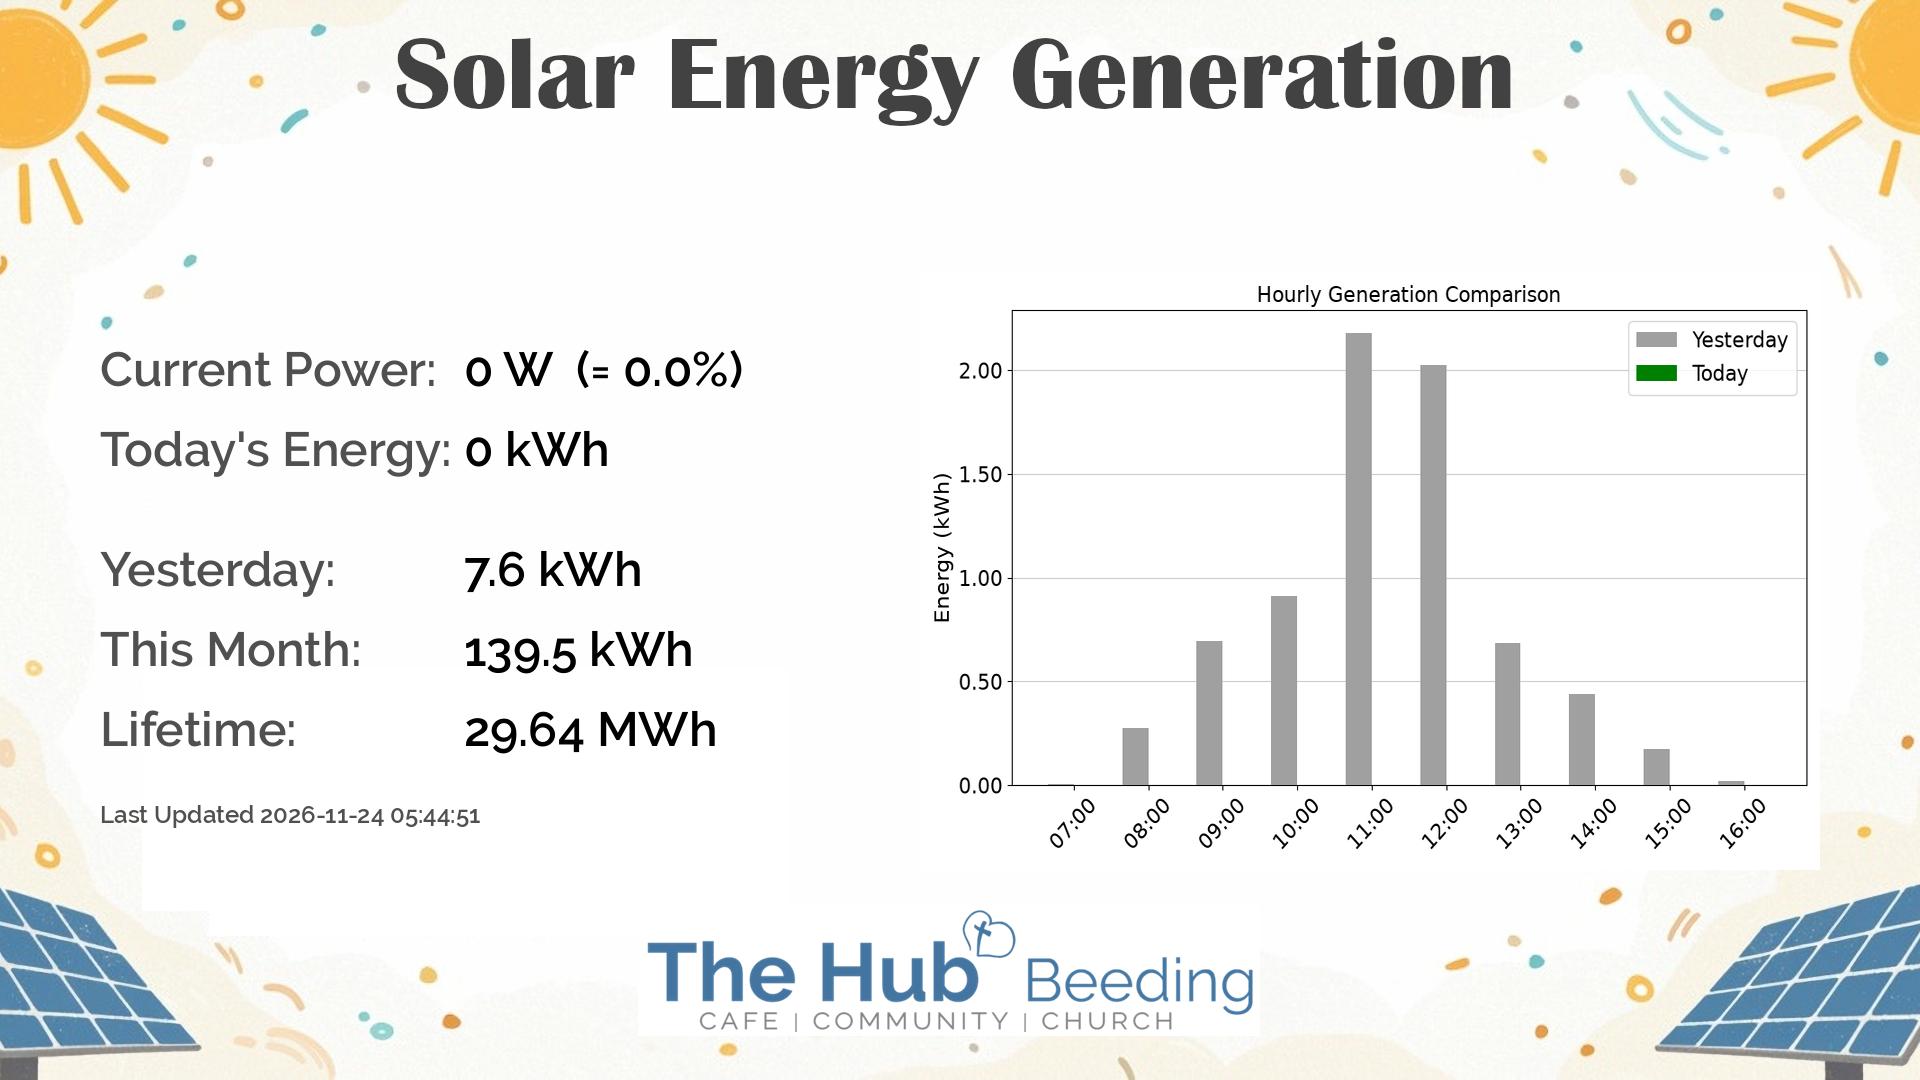 Solar Energy Generation
Current Power: 0 W (= 0.0%)
Today's Energy: 0 kWh
Yesterday: 7.6 kWh
This Month: 139.5 kWh
Lifetime: 29.64 MWh
Last Updated 2026-11-24 05:44:51
Hourly Generation Comparison
Yesterday
Today
Energy (kWh)
2.00
1.50
1.00
0.50
0.00
07:00 08:00 09:00 10:00 11:00 12:00 13:00 14:00 15:00 16:00
The Hub Beeding
CAFE | COMMUNITY | CHURCH